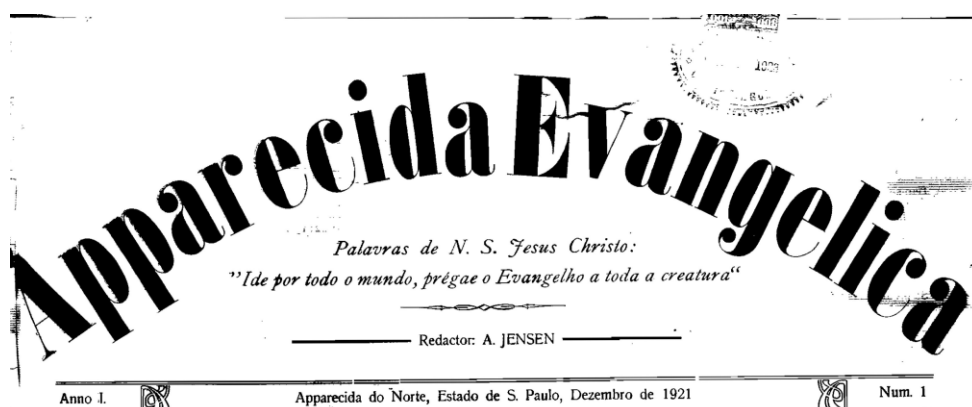 Apparecida Evangelica
Palavras de N. S. Jesus Christo:
”Ide por todo o mundo, prégae o Evangelho a toda a creatura“
Redactor: A. JENSEN
Anno I. Apparecida do Norte, Estado de S. Paulo, Dezembro de 1921 Num. 1